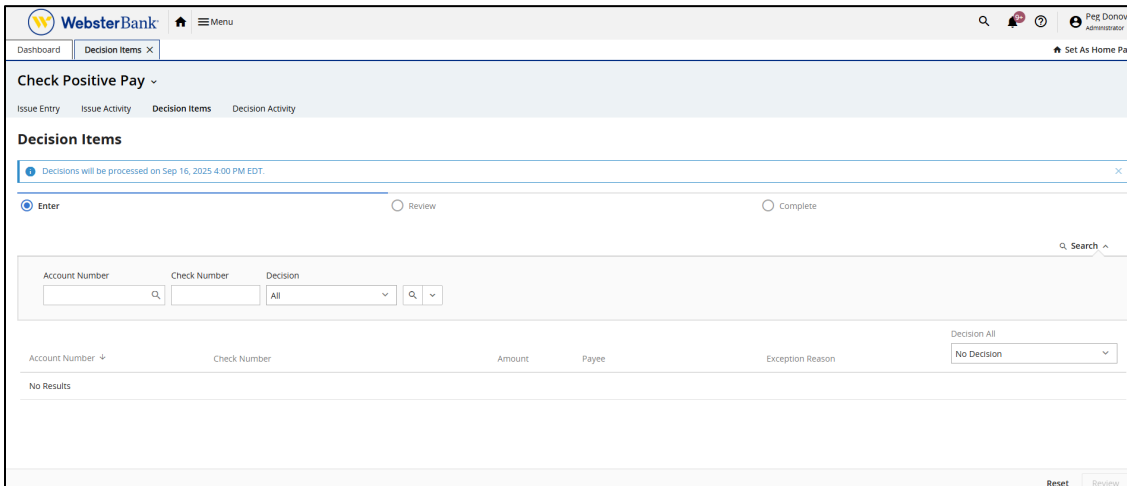 WebsterBank Menu 9+ Peg Donov
Administrator
Dashboard Decision Items Set As Home Pa
Check Positive Pay
Issue Entry Issue Activity Decision Items Decision Activity
Decision Items
Decisions will be processed on Sep 16, 2025 4:00 PM EDT.
Enter Review Complete
Search
Account Number Check Number Decision
All
Decision All
Account Number Check Number Amount Payee Exception Reason No Decision
No Results
Reset Review